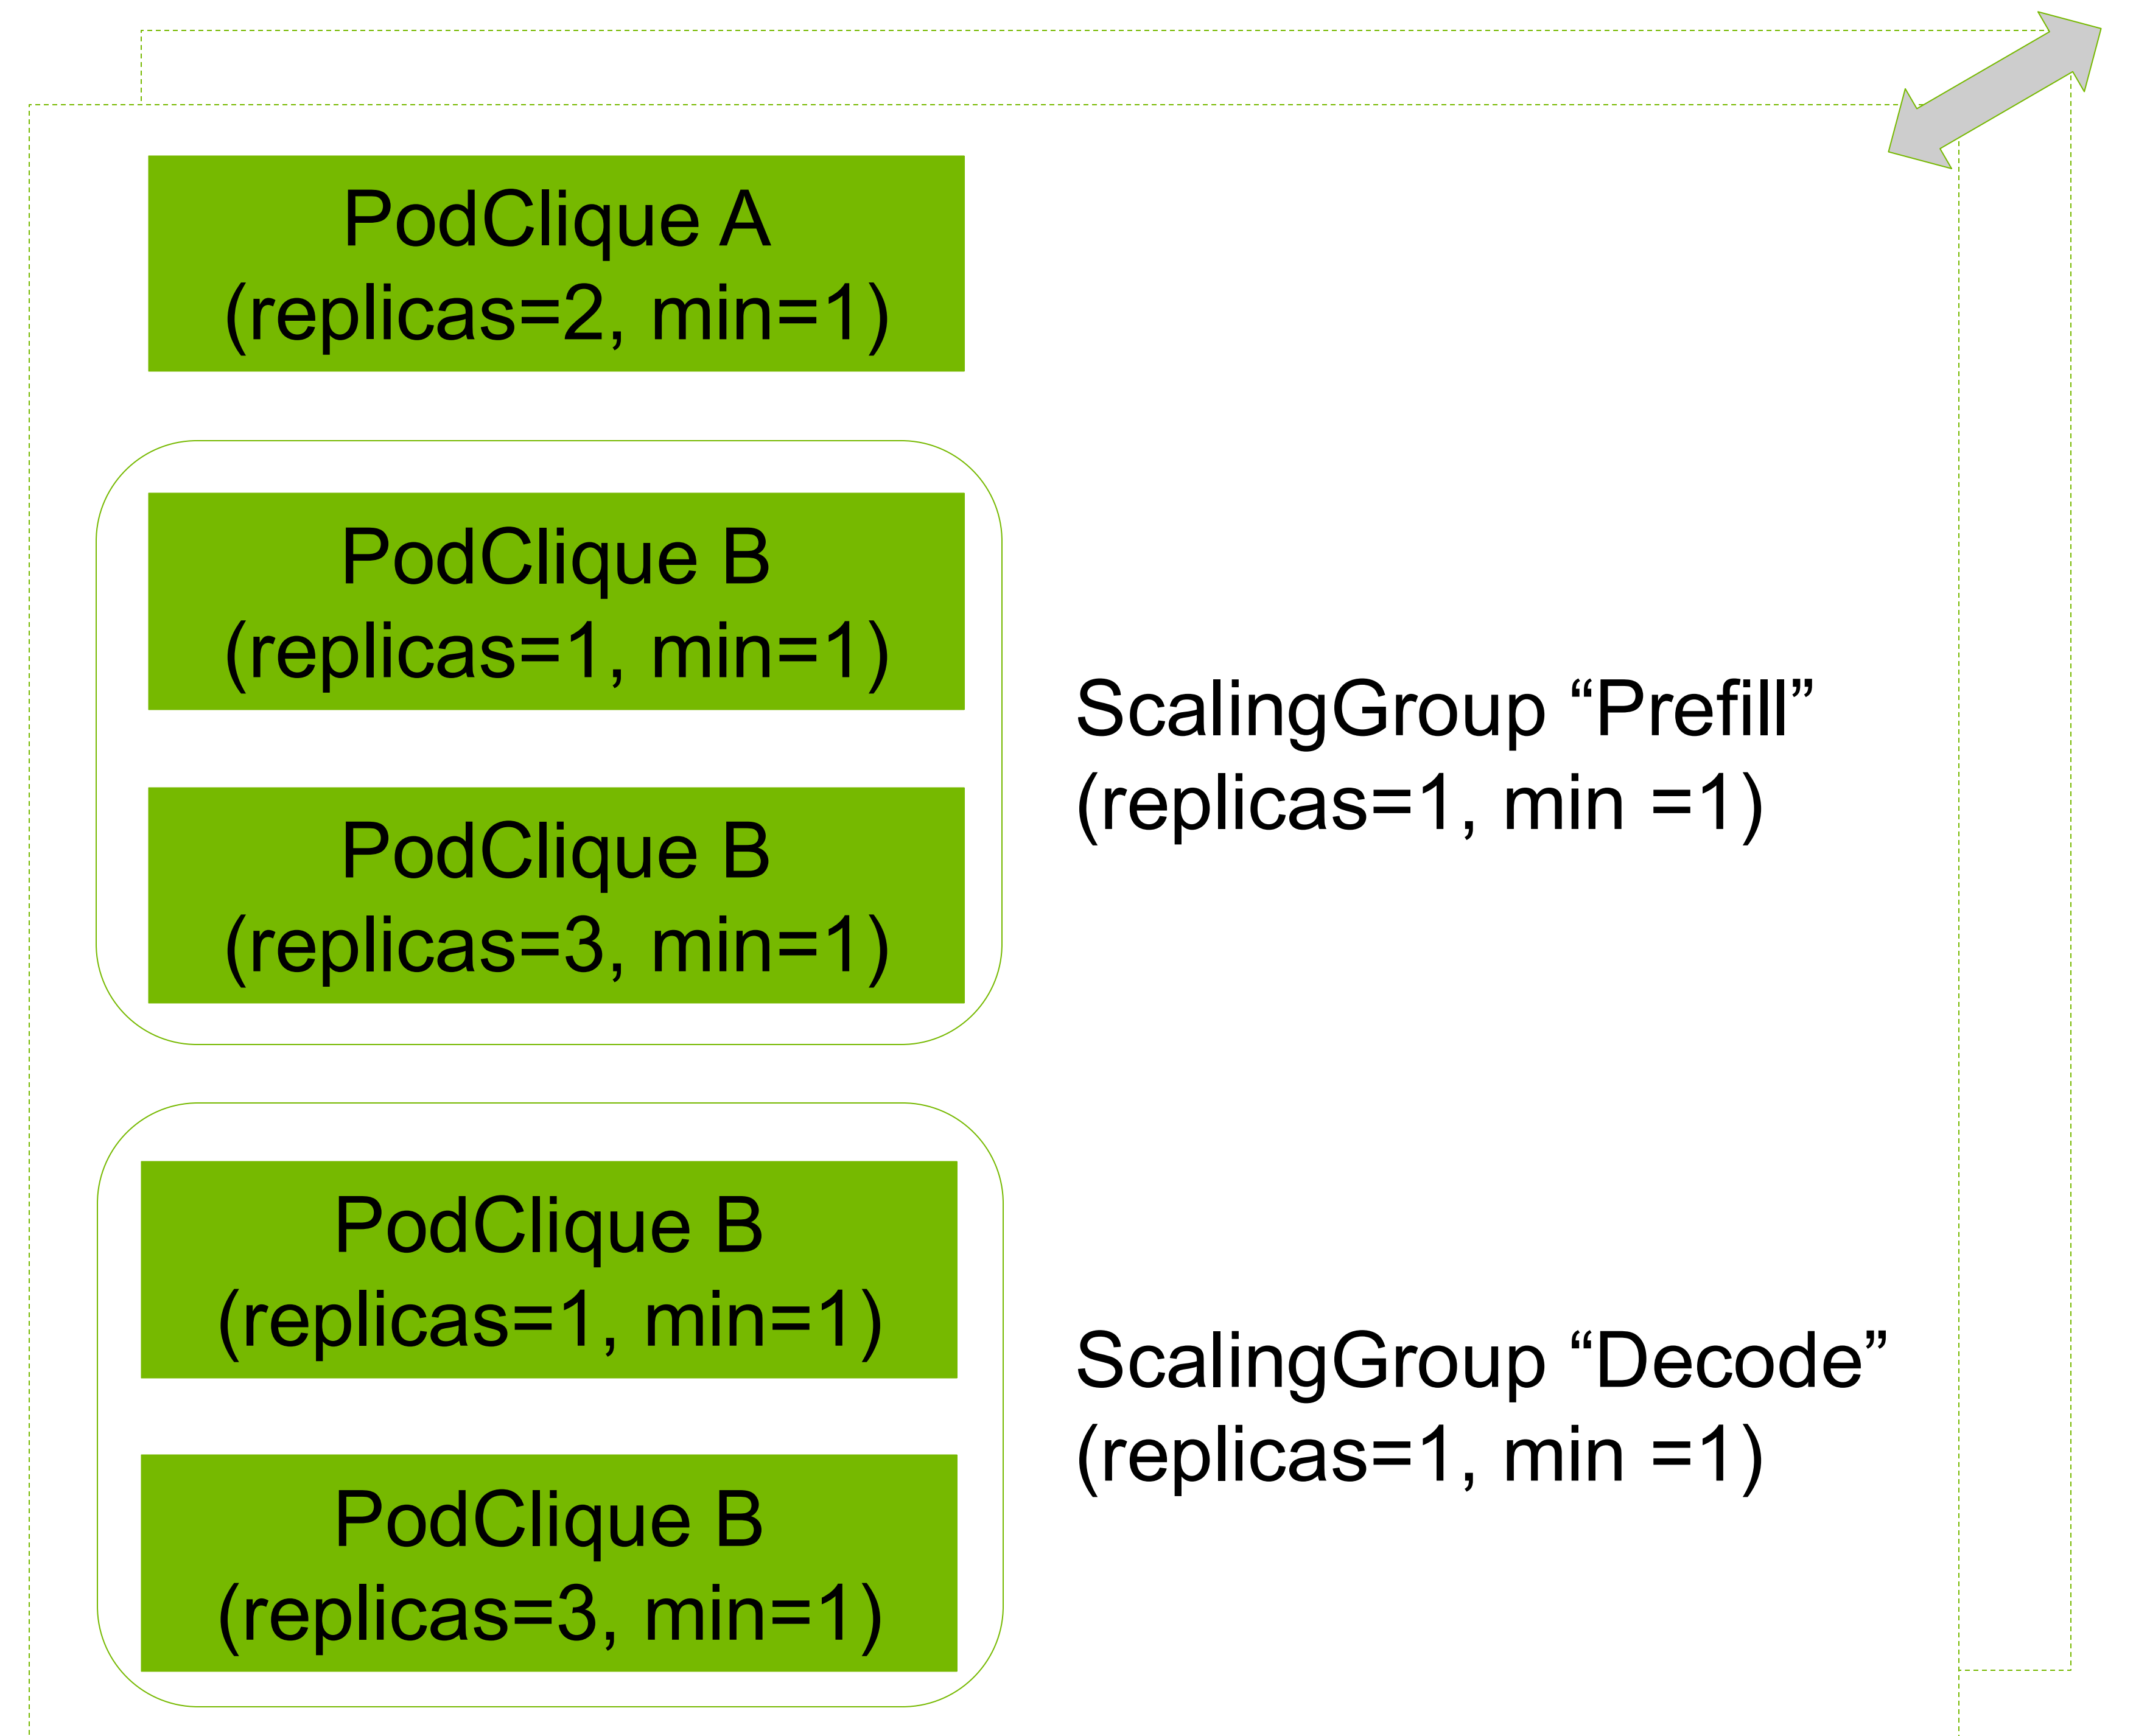 PodClique A
(replicas=2, min=1)
PodClique B
(replicas=1, min=1)
PodClique B
(replicas=3, min=1)
ScalingGroup “Prefill”
(replicas=1, min =1)
PodClique B
(replicas=1, min=1)
PodClique B
(replicas=3, min=1)
ScalingGroup “Decode”
(replicas=1, min =1)